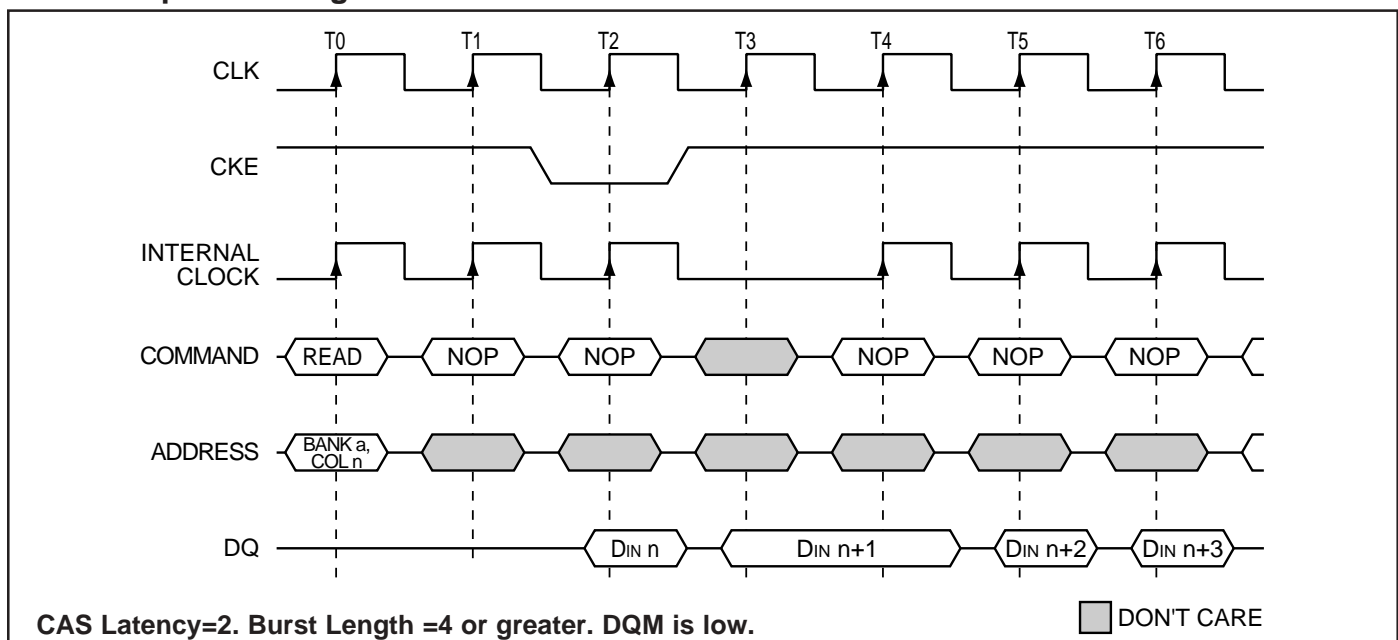 T0 T1 T2 T3 T4 T5 T6
CLK
CKE
INTERNAL
CLOCK
COMMAND READ NOP NOP NOP NOP NOP
ADDRESS BANK a,
COL n
DQ DIN n DIN n+1 DIN n+2 DIN n+3
CAS Latency=2. Burst Length =4 or greater. DQM is low.
DON'T CARE